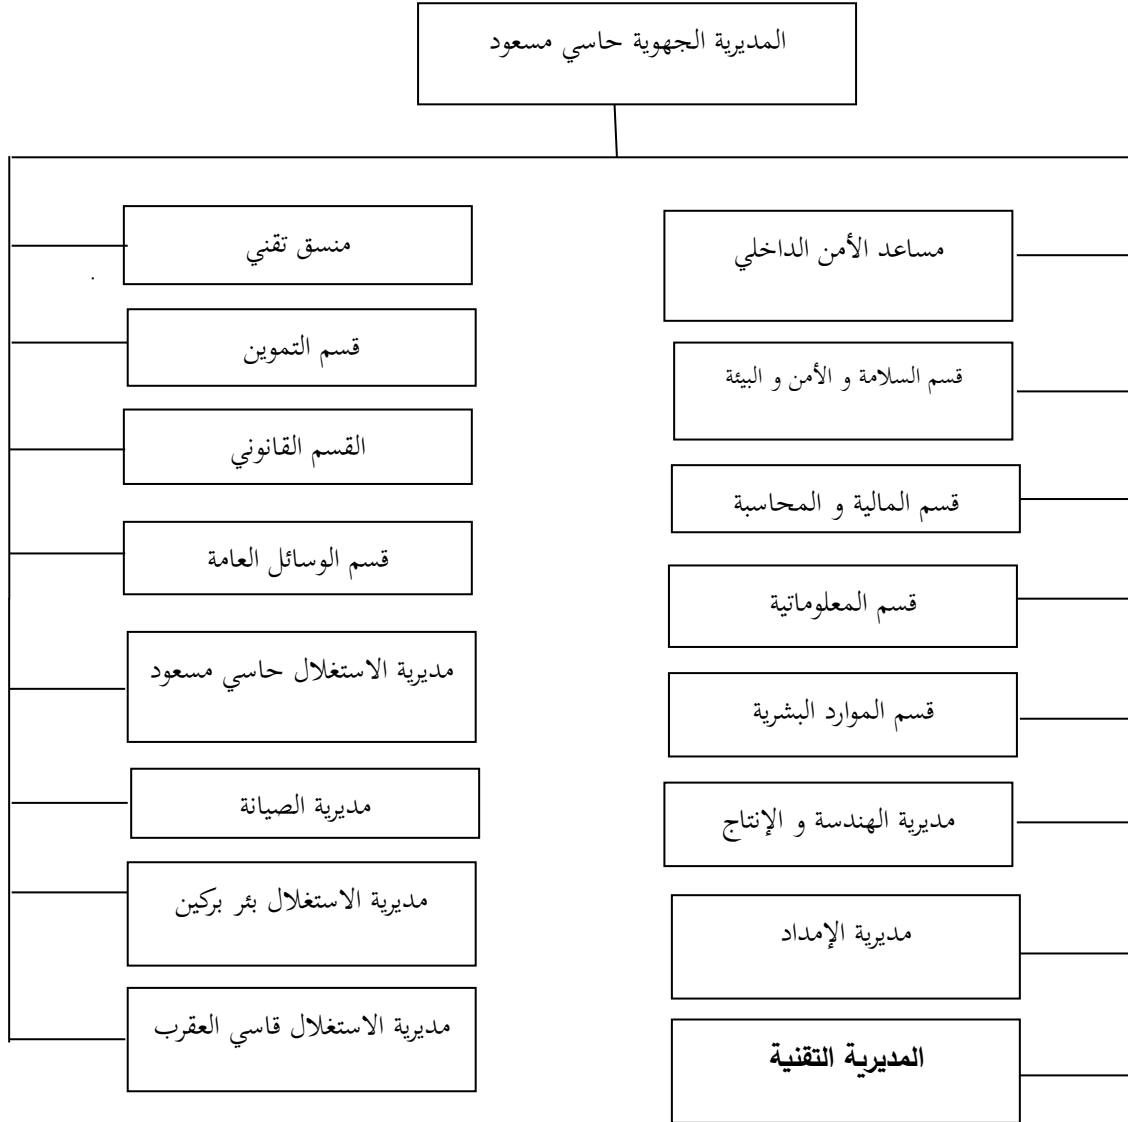 المديرية الجهوية حاسي مسعود
مساعد الأمن الداخلي
قسم السلامة و الأمن و البيئة
قسم المالية و المحاسبة
قسم المعلوماتية
قسم الموارد البشرية
مديرية الهندسة و الإنتاج
مديرية الإمداد
المديرية التقنية
منسق تقني
قسم التموين
القسم القانوني
قسم الوسائل العامة
مديرية الاستغلال حاسي مسعود
مديرية الصيانة
مديرية الاستغلال بئر بركين
مديرية الاستغلال قاسي العقرب